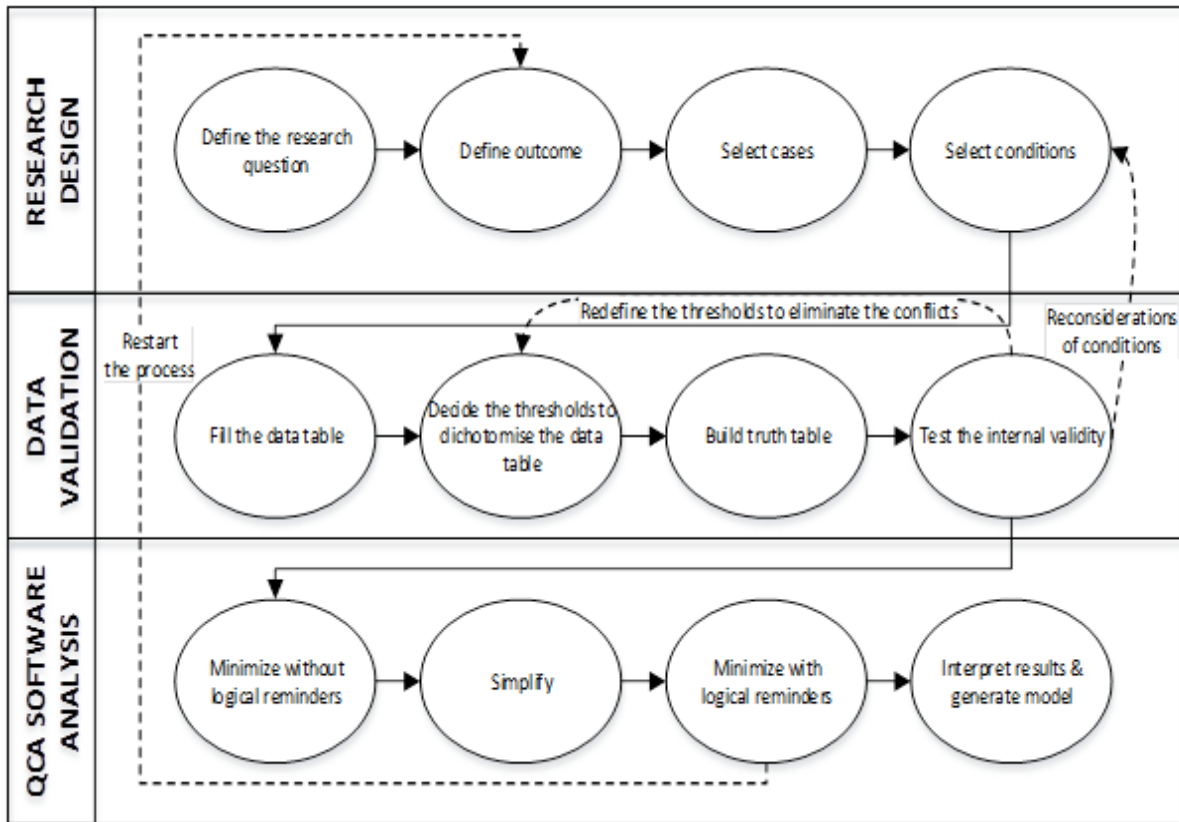 RESEARCH
DESIGN
Define the research
question
Define outcome
Select cases
Select conditions
DATA
VALIDATION
Restart
the process
Redefine the thresholds to eliminate the conflicts
Reconsiderations
of conditions
Fill the data table
Decide the thresholds to
dichotomise the data
table
Build truth table
Test the internal validity
QCA SOFTWARE
ANALYSIS
Minimize without
logical reminders
Simplify
Minimize with
logical reminders
Interpret results &
generate model